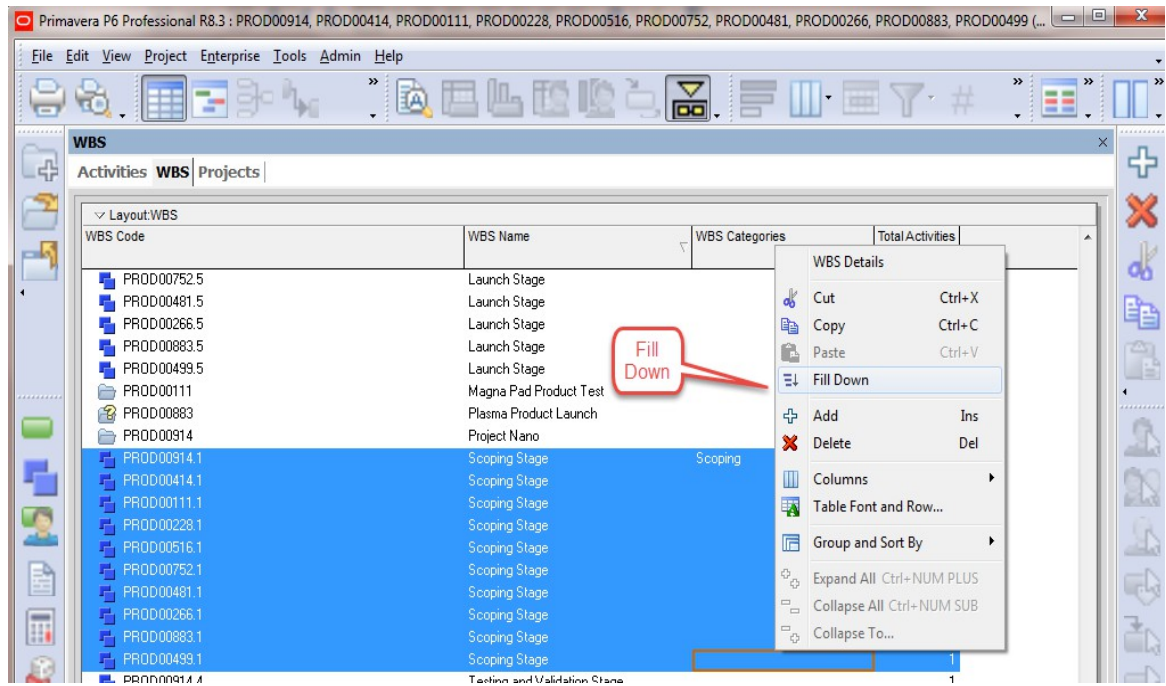 Primavera P6 Professional R8.3 : PROD00914, PROD00414, PROD00111, PROD00228, PROD00516, PROD00752, PROD00481, PROD00266, PROD00883, PROD00499 (...
File Edit View Project Enterprise Tools Admin Help
WBS
Activities WBS Projects
Layout:WBS
WBS Code WBS Name WBS Categories Total Activities
PROD00752.5 Launch Stage
PROD00481.5 Launch Stage
PROD00266.5 Launch Stage
PROD00883.5 Launch Stage
PROD00499.5 Launch Stage
PROD00111 Magna Pad Product Test
PROD00883 Plasma Product Launch
PROD00914 Project Nano
PROD00914.1 Scoping Stage Scoping
PROD00414.1 Scoping Stage
PROD00111.1 Scoping Stage
PROD00228.1 Scoping Stage
PROD00516.1 Scoping Stage
PROD00752.1 Scoping Stage
PROD00481.1 Scoping Stage
PROD00266.1 Scoping Stage
PROD00883.1 Scoping Stage
PROD00499.1 Scoping Stage 1
PROD00914.4 Testing and Validation Stage 1
Fill
Down
WBS Details
Cut Ctrl+X
Copy Ctrl+C
Paste Ctrl+V
Fill Down
Add Ins
Delete Del
Columns
Table Font and Row...
Group and Sort By
Expand All Ctrl+NUM PLUS
Collapse All Ctrl+NUM SUB
Collapse To...